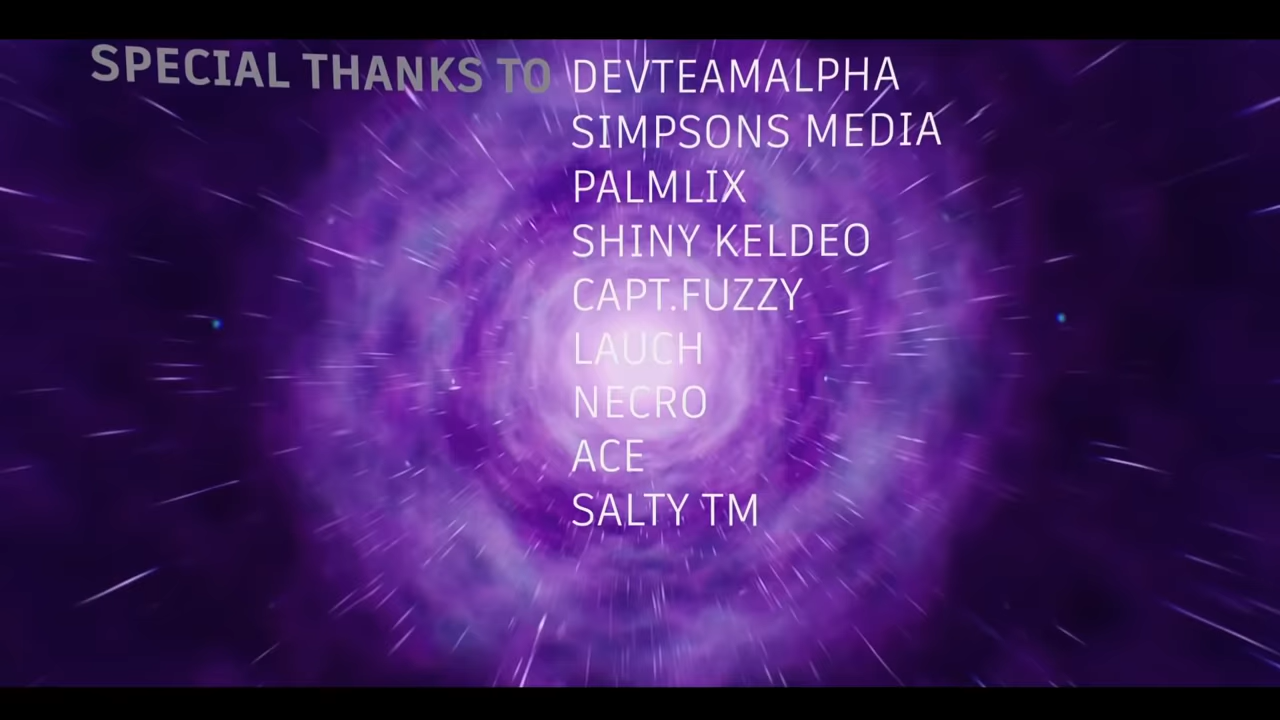 SPECIAL THANKS TO DEVTEAMALPHA
SIMPSONS MEDIA
PALMLIX
SHINY KELDEO
CAPT.FUZZY
LAUCH
NECRO
ACE
SALTY TM